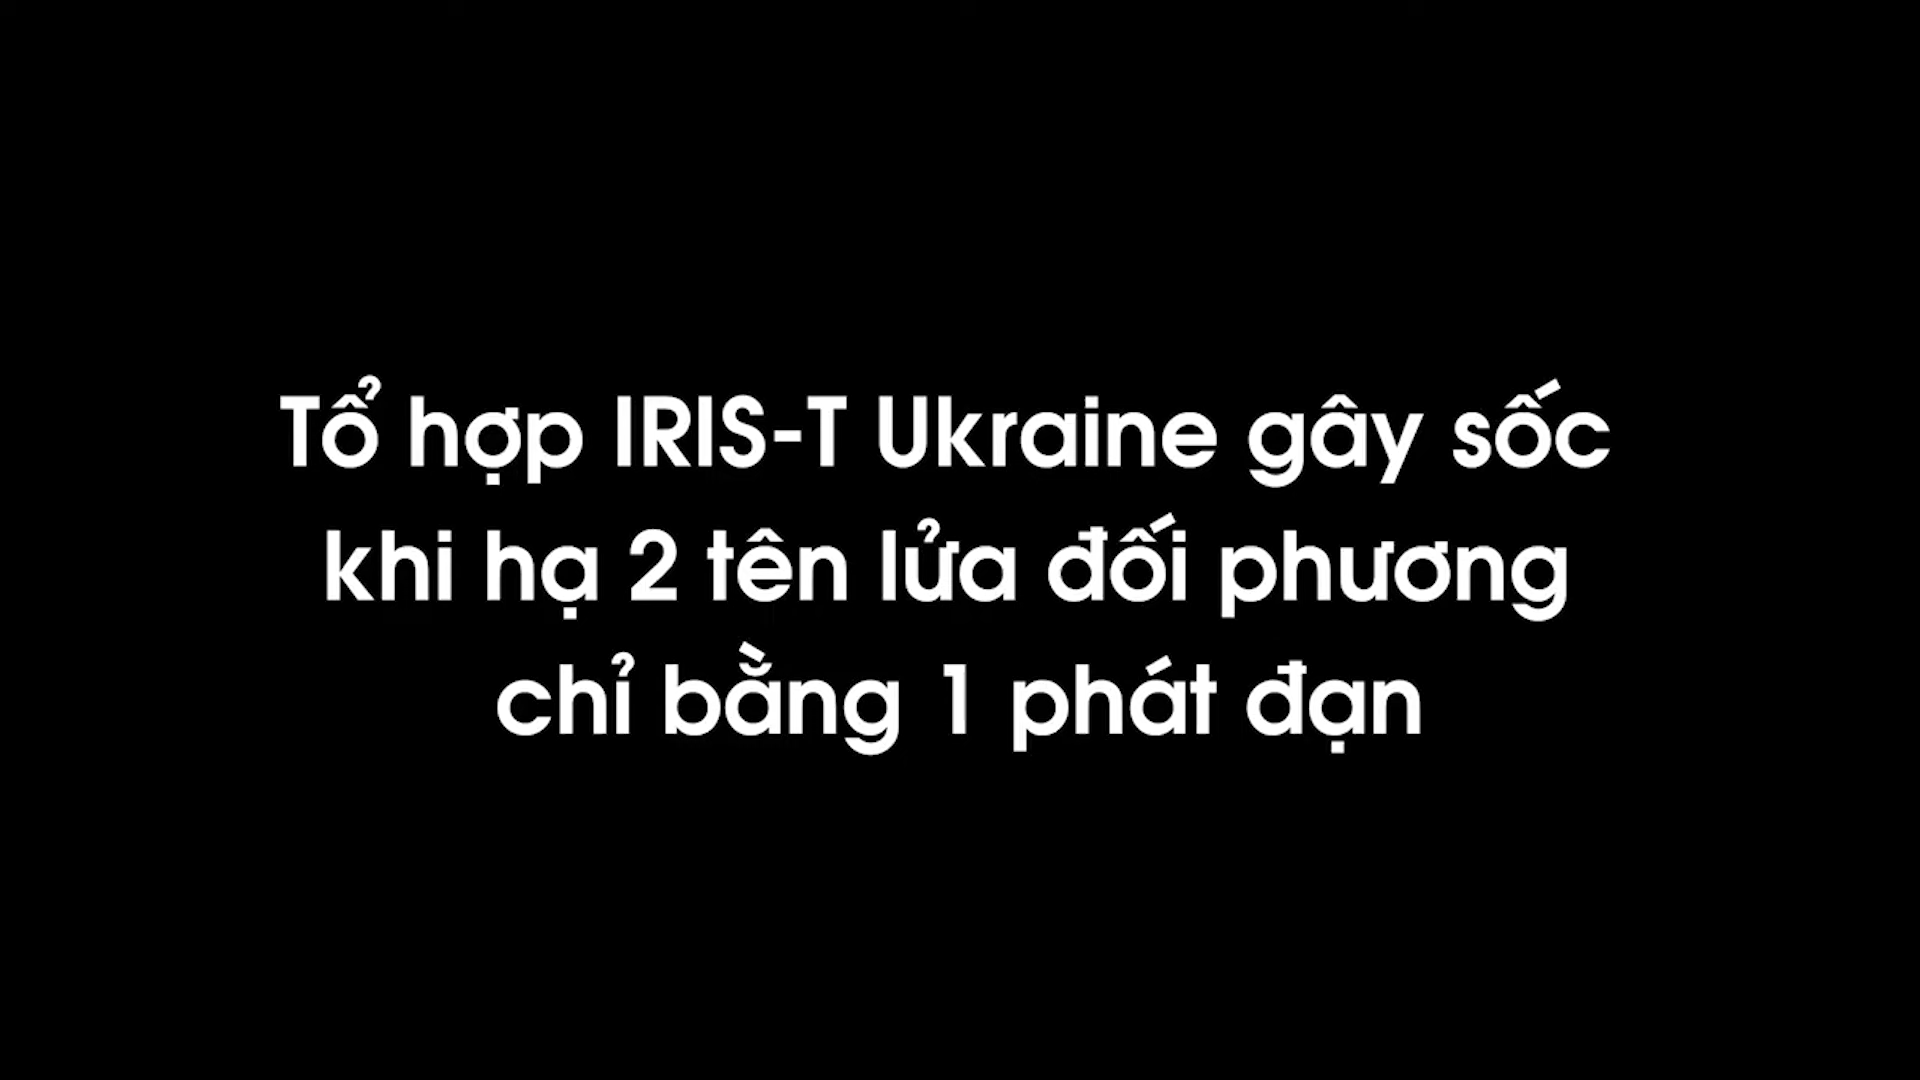 Tổ hợp IRIS-T Ukraine gây sốc
khi hạ 2 tên lửa đối phương
chỉ bằng 1 phát đạn